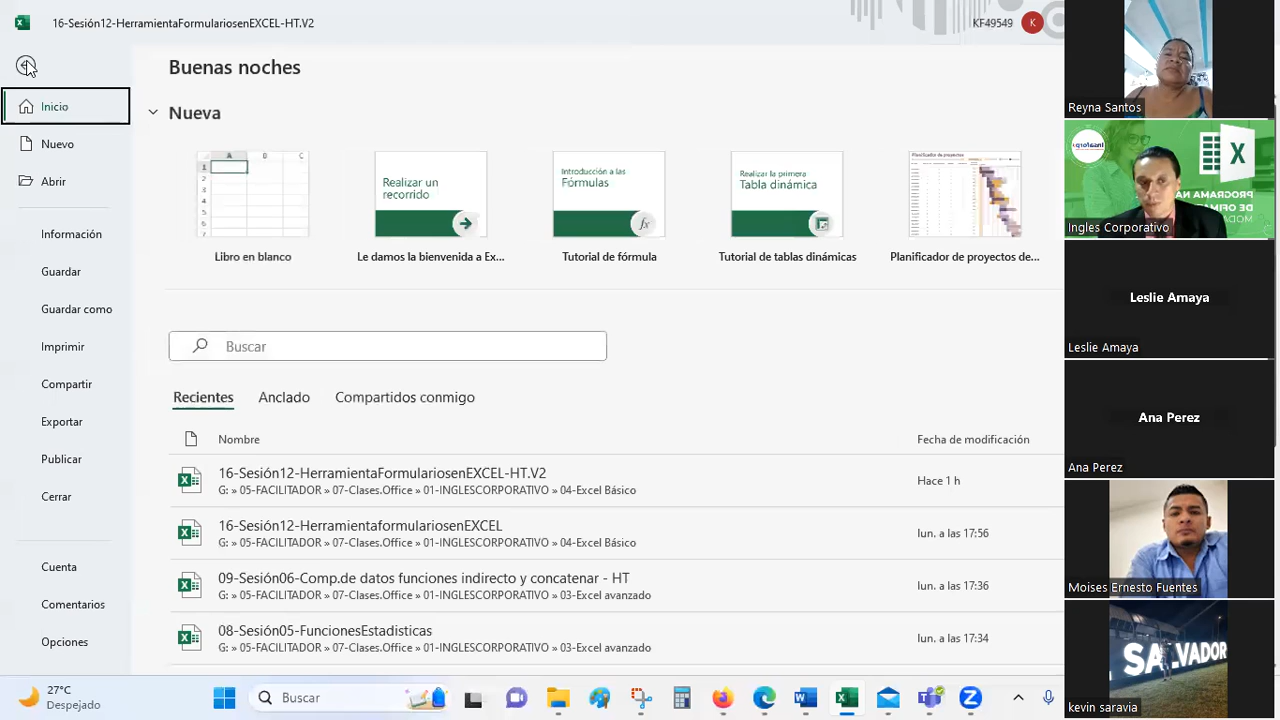 16-Sesión12-HerramientaFormulariosenEXCEL-HT.V2
KF49549
K
Buenas noches
Inicio
Nuevo
Abrir
Información
Guardar
Guardar como
Imprimir
Compartir
Exportar
Publicar
Cerrar
Cuenta
Comentarios
Opciones
Nueva
Realizar un
recorrido
Introducción a las
Fórmulas
Realizar la primera
Tabla dinámica
Planificador de proyectos
Libro en blanco
Le damos la bienvenida a Ex...
Tutorial de fórmula
Tutorial de tablas dinámicas
Planificador de proyectos de...
Buscar
Recientes
Anclado
Compartidos conmigo
Nombre
Fecha de modificación
16-Sesión12-HerramientaFormulariosenEXCEL-HT.V2
G: » 05-FACILITADOR » 07-Clases.Office » 01-INGLESCORPORATIVO » 04-Excel Básico
Hace 1 h
16-Sesión12-HerramientaformulariosenEXCEL
G: » 05-FACILITADOR » 07-Clases.Office » 01-INGLESCORPORATIVO » 04-Excel Básico
lun. a las 17:56
09-Sesión06-Comp.de datos funciones indirecto y concatenar - HT
G: » 05-FACILITADOR » 07-Clases.Office » 01-INGLESCORPORATIVO » 03-Excel avanzado
lun. a las 17:36
08-Sesión05-FuncionesEstadisticas
G: » 05-FACILITADOR » 07-Clases.Office » 01-INGLESCORPORATIVO » 03-Excel avanzado
lun. a las 17:34
Reyna Santos
X
PROGRAMA NA
DE OFIMA
MODA
Ingles Corporativo
Leslie Amaya
Leslie Amaya
Ana Perez
Ana Perez
Moises Ernesto Fuentes
SALVADOR
kevin saravia
27°C
Despejado
Buscar